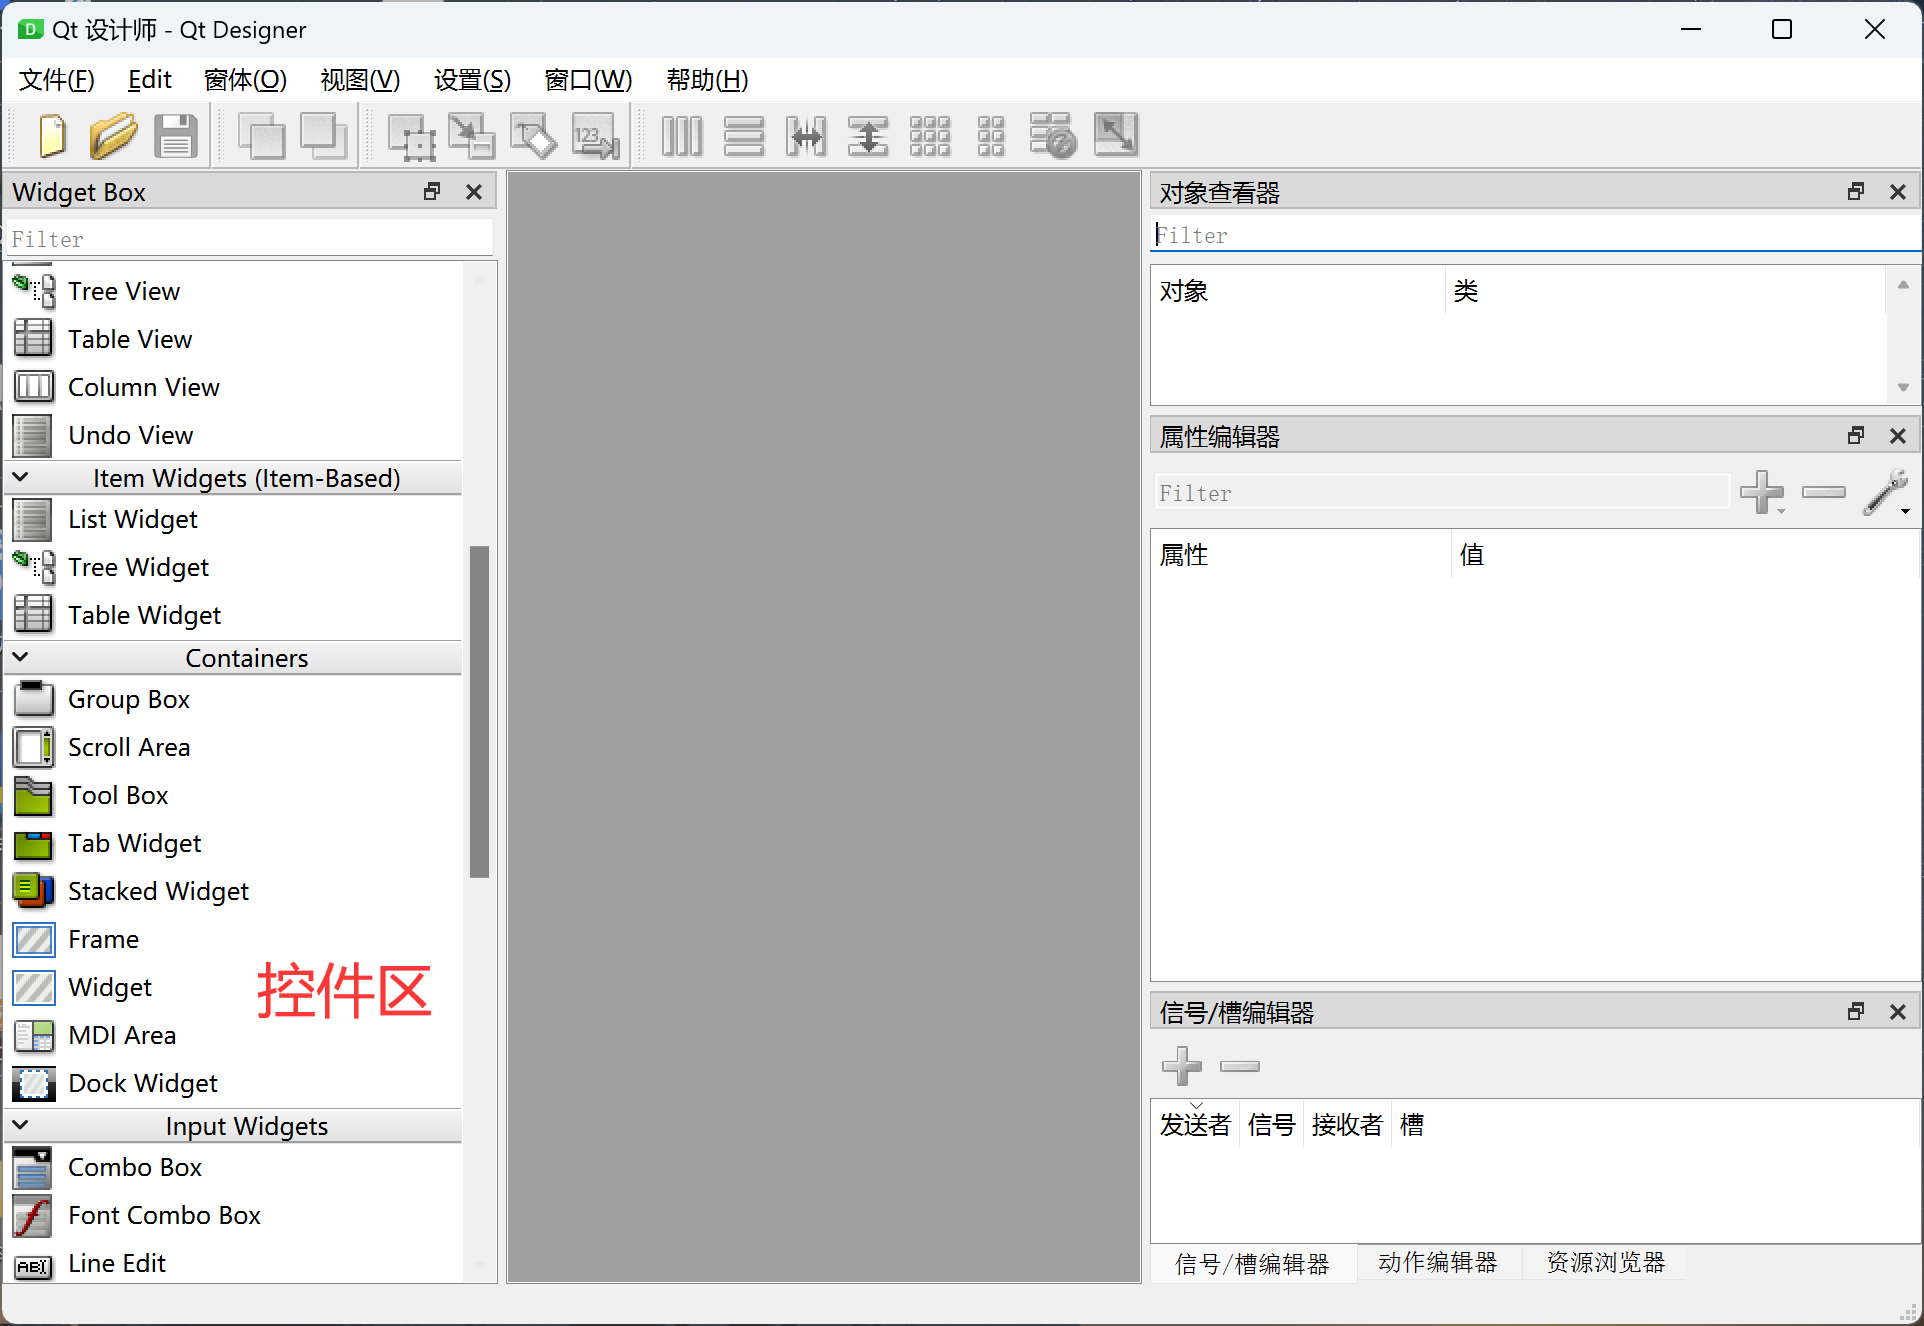 Qt 设计师 - Qt Designer
文件(F) Edit 窗体(O) 视图(V) 设置(S) 窗口(W) 帮助(H)
123
Widget Box
Filter
Tree View
Table View
Column View
Undo View
Item Widgets (Item-Based)
List Widget
Tree Widget
Table Widget
Containers
Group Box
Scroll Area
Tool Box
Tab Widget
Stacked Widget
Frame
Widget
控件区
MDI Area
Dock Widget
Input Widgets
Combo Box
Font Combo Box
ABI Line Edit
对象查看器
Filter
对象 类
属性编辑器
Filter
属性 值
信号/槽编辑器
发送者 信号 接收者 槽
信号/槽编辑器 动作编辑器 资源浏览器